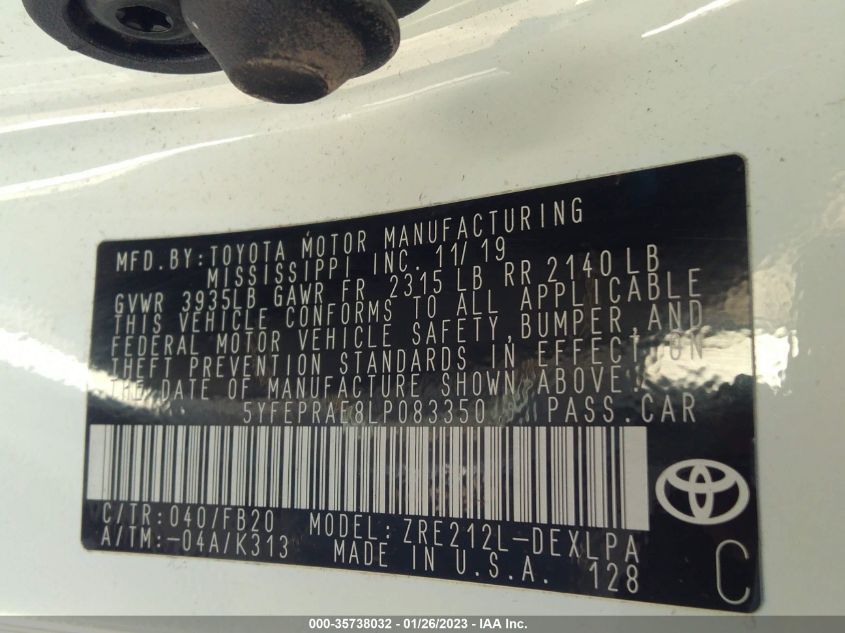 MFD. BY: TOYOTA MOTOR MANUFACTURING
MISSISSIPPI INC. 11/19
GVWR 3935LB GAWR FR 2315 LB RR 2140 LB
THIS VEHICLE CONFORMS TO ALL APPLICABLE
FEDERAL MOTOR VEHICLE SAFETY, BUMPER, AND
THEFT PREVENTION STANDARDS IN EFFECT ON
THE DATE OF MANUFACTURE SHOWN ABOVE.
5YFEPRAE8LP083350 PASS. CAR
C/TR: 040/FB20 MODEL: ZRE212L-DEXLPA
A/TM: -04A/K313 MADE IN U.S.A. 128
C
000-35738032 - 01/26/2023 - IAA Inc.